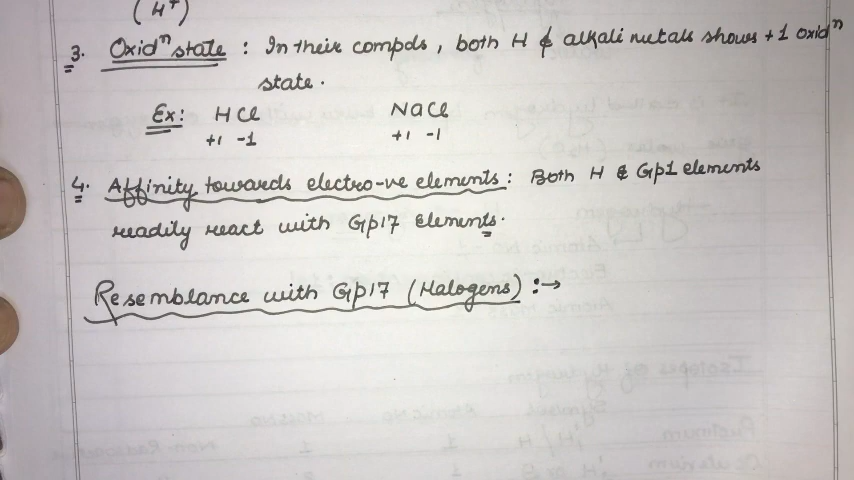 (H⁺)
3. Oxidⁿ state : In their compds, both H & alkali metals shows +1 oxidⁿ
state.
Ex: HCl NaCl
+1 -1 +1 -1
4. Affinity towards electro-ve elements : Both H & Gp1 elements
readily react with Gp17 elements.
Resemblance with Gp17 (Halogens) :→